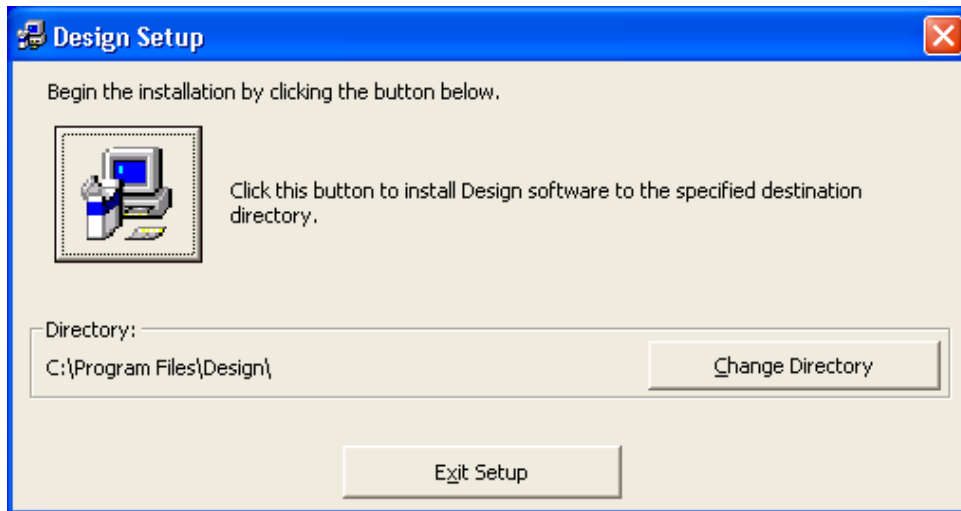 Design Setup
Begin the installation by clicking the button below.
Click this button to install Design software to the specified destination
directory.
Directory:
C:\Program Files\Design\
Change Directory
Exit Setup